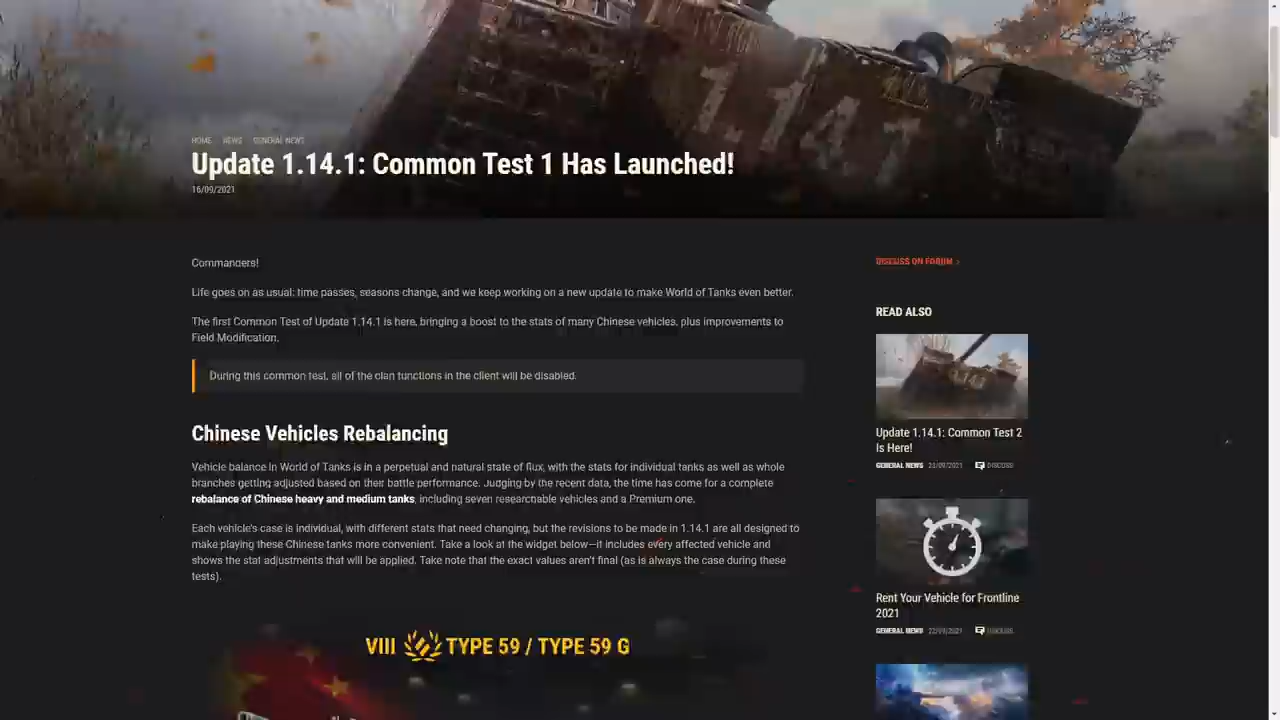 1.14.1
HOME NEWS GENERAL NEWS
Update 1.14.1: Common Test 1 Has Launched!
16/09/2021
Commanders!
Life goes on as usual: time passes, seasons change, and we keep working on a new update to make World of Tanks even better.
The first Common Test of Update 1.14.1 is here, bringing a boost to the stats of many Chinese vehicles, plus improvements to
Field Modification.
During this common test, all of the clan functions in the client will be disabled.
Chinese Vehicles Rebalancing
Vehicle balance in World of Tanks is in a perpetual and natural state of flux, with the stats for individual tanks as well as whole
branches getting adjusted based on their battle performance. Judging by the recent data, the time has come for a complete
rebalance of Chinese heavy and medium tanks, including seven researchable vehicles and a Premium one.
Each vehicle's case is individual, with different stats that need changing, but the revisions to be made in 1.14.1 are all designed to
make playing these Chinese tanks more convenient. Take a look at the widget below—it includes every affected vehicle and
shows the stat adjustments that will be applied. Take note that the exact values aren't final (as is always the case during these
tests).
VIII TYPE 59 / TYPE 59 G
DISCUSS ON FORUM ›
READ ALSO
Update 1.14.1: Common Test 2
Is Here!
GENERAL NEWS 23/09/2021 DISCUSS
Rent Your Vehicle for Frontline
2021
GENERAL NEWS 22/09/2021 DISCUSS